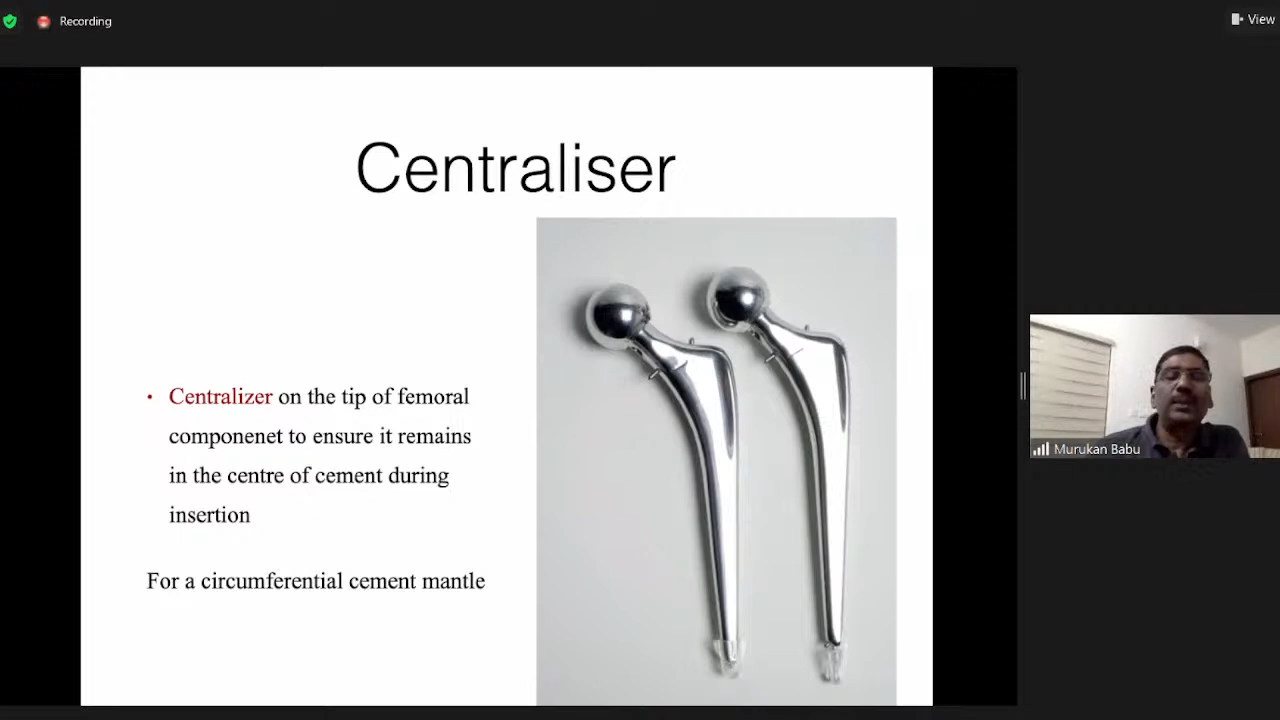 Recording
View
Centraliser
• Centralizer on the tip of femoral
componenet to ensure it remains
in the centre of cement during
insertion
For a circumferential cement mantle
Murukan Babu